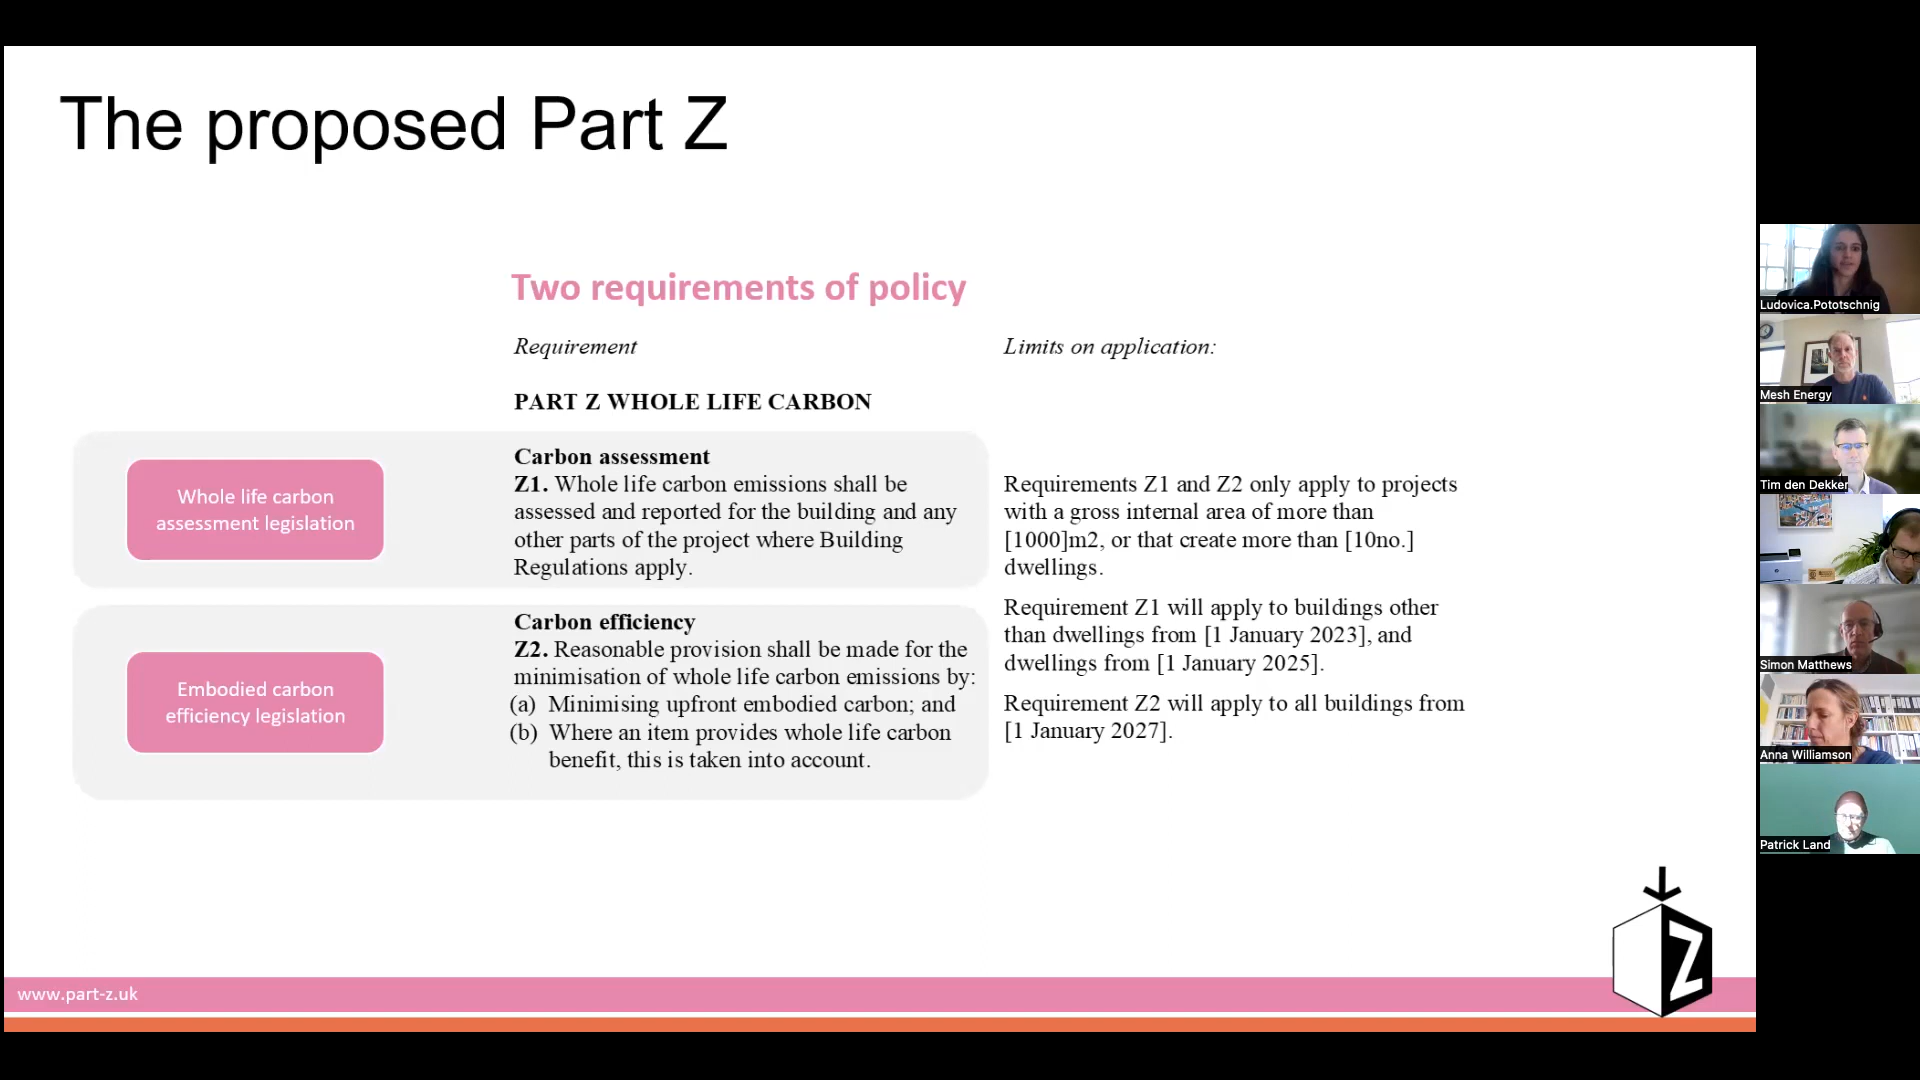 The proposed Part Z
Two requirements of policy
Requirement
Limits on application:
PART Z WHOLE LIFE CARBON
Whole life carbon
assessment legislation
Carbon assessment
Z1. Whole life carbon emissions shall be
assessed and reported for the building and any
other parts of the project where Building
Regulations apply.
Embodied carbon
efficiency legislation
Carbon efficiency
Z2. Reasonable provision shall be made for the
minimisation of whole life carbon emissions by:
(a) Minimising upfront embodied carbon; and
(b) Where an item provides whole life carbon
benefit, this is taken into account.
Requirements Z1 and Z2 only apply to projects
with a gross internal area of more than
[1000]m2, or that create more than [10no.]
dwellings.
Requirement Z1 will apply to buildings other
than dwellings from [1 January 2023], and
dwellings from [1 January 2025].
Requirement Z2 will apply to all buildings from
[1 January 2027].
www.part-z.uk
Z
Ludovica.Pototschnig
Mesh Energy
Tim den Dekker
Simon Matthews
Anna Williamson
Patrick Land